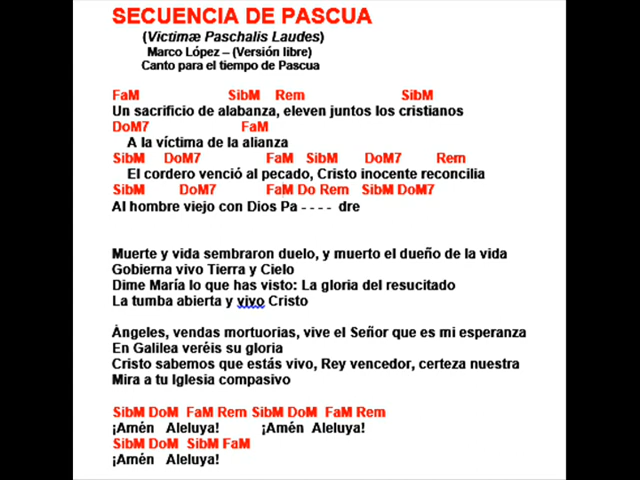 SECUENCIA DE PASCUA
(Victimæ Paschalis Laudes)
Marco López – (Versión libre)
Canto para el tiempo de Pascua
FaM SibM Rem SibM
Un sacrificio de alabanza, eleven juntos los cristianos
DoM7 FaM
A la víctima de la alianza
SibM DoM7 FaM SibM DoM7 Rem
El cordero venció al pecado, Cristo inocente reconcilia
SibM DoM7 FaM Do Rem SibM DoM7
Al hombre viejo con Dios Pa - - - - dre
Muerte y vida sembraron duelo, y muerto el dueño de la vida
Gobierna vivo Tierra y Cielo
Dime María lo que has visto: La gloria del resucitado
La tumba abierta y vivo Cristo
Ángeles, vendas mortuorias, vive el Señor que es mi esperanza
En Galilea veréis su gloria
Cristo sabemos que estás vivo, Rey vencedor, certeza nuestra
Mira a tu Iglesia compasivo
SibM DoM FaM Rem SibM DoM FaM Rem
¡Amén Aleluya! ¡Amén Aleluya!
SibM DoM SibM FaM
¡Amén Aleluya!